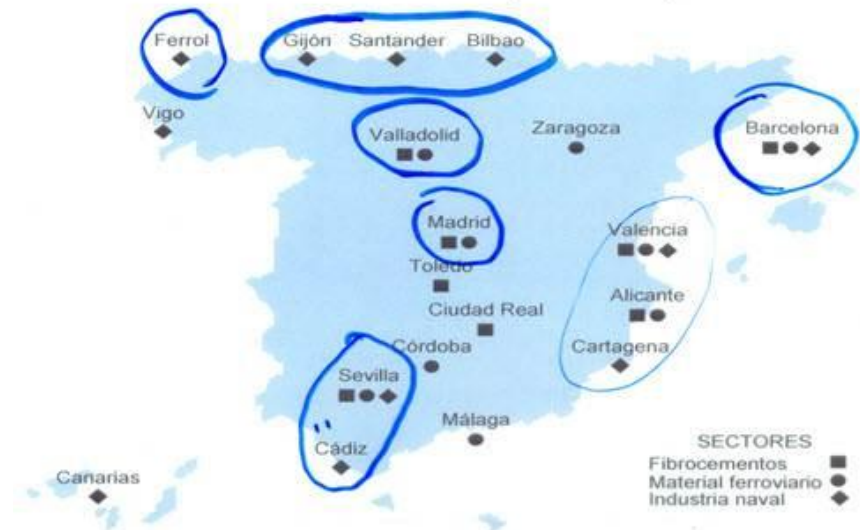 Ferrol
Gijón Santander Bilbao
Vigo
Valladolid
Zaragoza
Barcelona
Madrid
Valencia
Toledo
Alicante
Ciudad Real
Córdoba
Cartagena
Sevilla
Málaga
Cádiz
Canarias
SECTORES
Fibrocementos
Material ferroviario
Industria naval